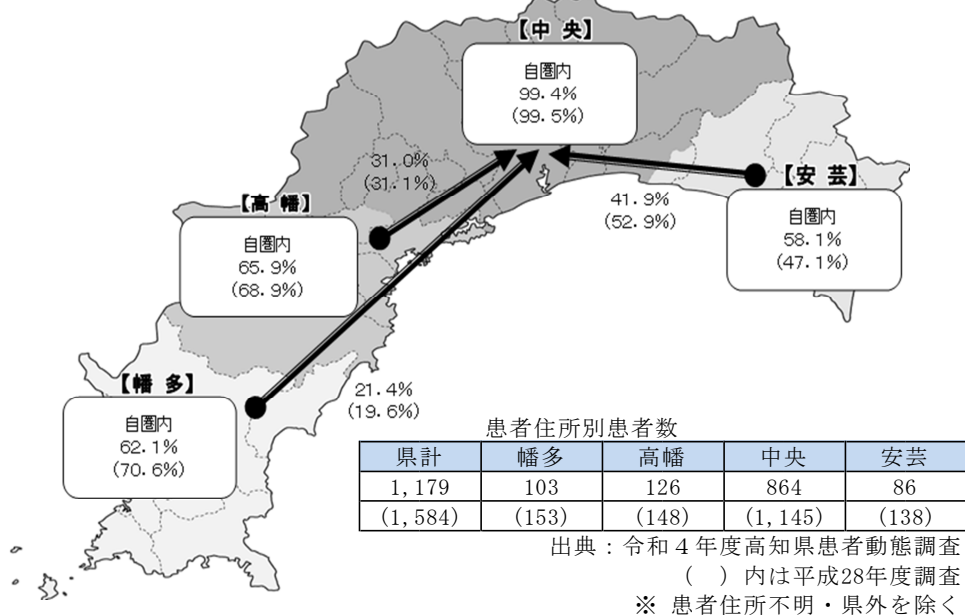 【中 央】
自圏内
99.4%
(99.5%)
31.0%
(31.1%)
【高 幡】
自圏内
65.9%
(68.9%)
41.9%
(52.9%)
【安 芸】
自圏内
58.1%
(47.1%)
【幡 多】
自圏内
62.1%
(70.6%)
21.4%
(19.6%)
患者住所別患者数
県計 幡多 高幡 中央 安芸
1,179 103 126 864 86
(1,584) (153) (148) (1,145) (138)
出典：令和４年度高知県患者動態調査
（　）内は平成28年度調査
※ 患者住所不明・県外を除く